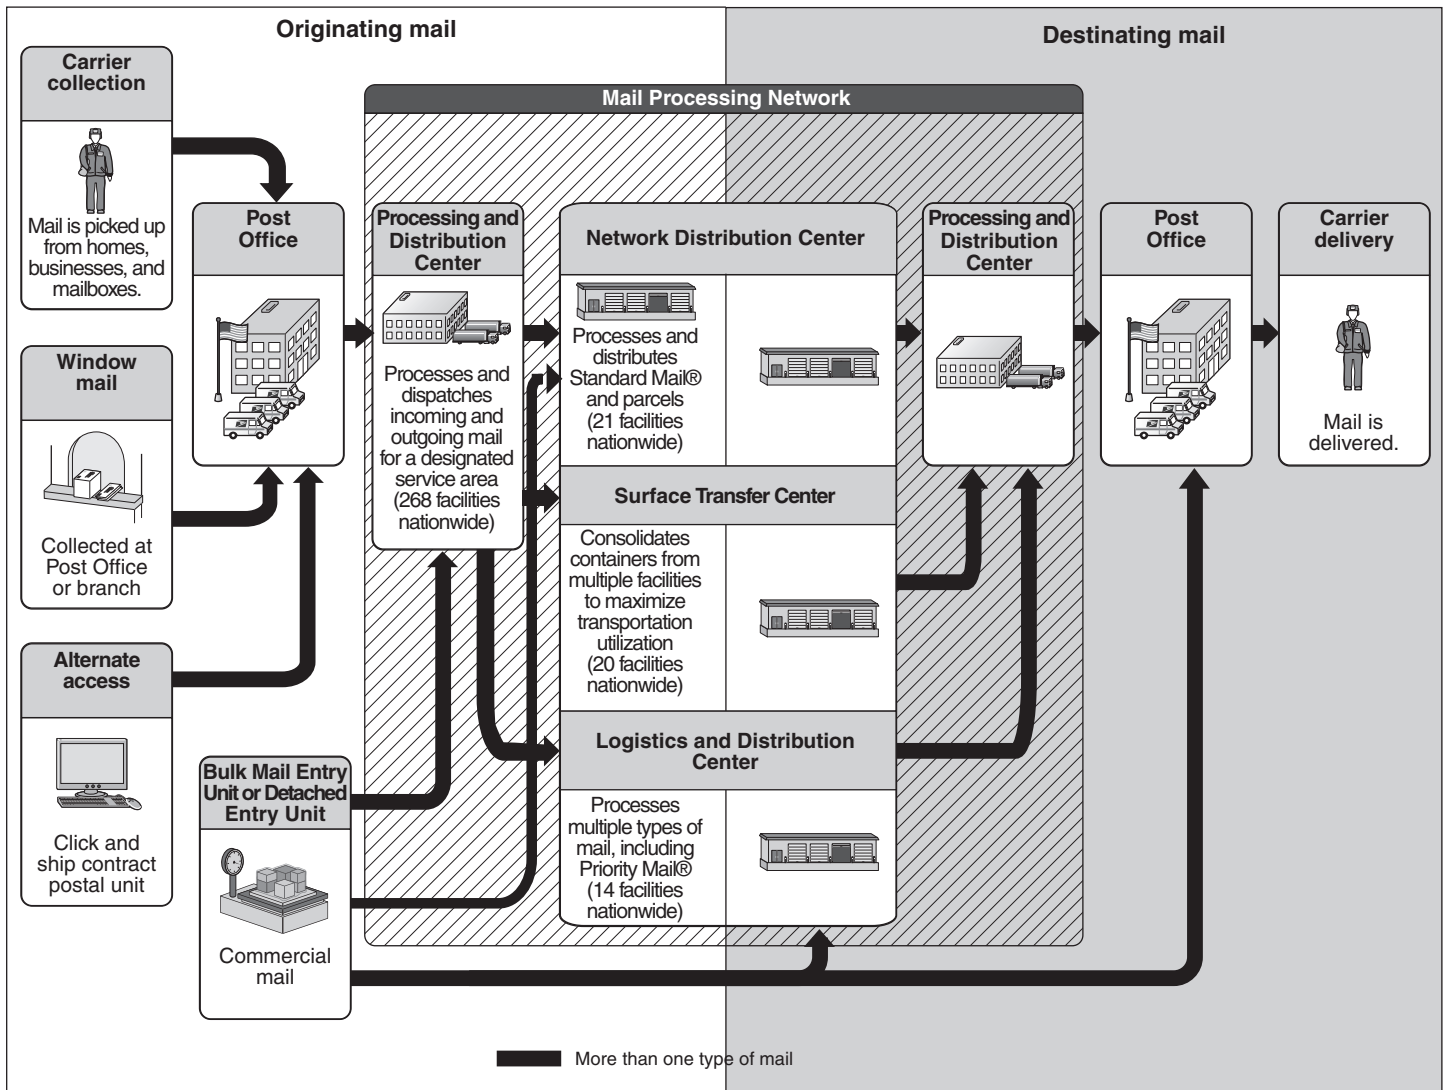 Originating mail
Destinating mail
Carrier
collection
Mail is picked up
from homes,
businesses, and
mailboxes.
Window
mail
Collected at
Post Office
or branch
Alternate
access
Click and
ship contract
postal unit
Post
Office
Bulk Mail Entry
Unit or Detached
Entry Unit
Commercial
mail
Mail Processing Network
Processing and
Distribution
Center
Processes and
dispatches
incoming and
outgoing mail
for a designated
service area
(268 facilities
nationwide)
Network Distribution Center
Processes and
distributes
Standard Mail®
and parcels
(21 facilities
nationwide)
Surface Transfer Center
Consolidates
containers from
multiple facilities
to maximize
transportation
utilization
(20 facilities
nationwide)
Logistics and Distribution
Center
Processes
multiple types of
mail, including
Priority Mail®
(14 facilities
nationwide)
Processing and
Distribution
Center
Post
Office
Carrier
delivery
Mail is
delivered.
More than one type of mail